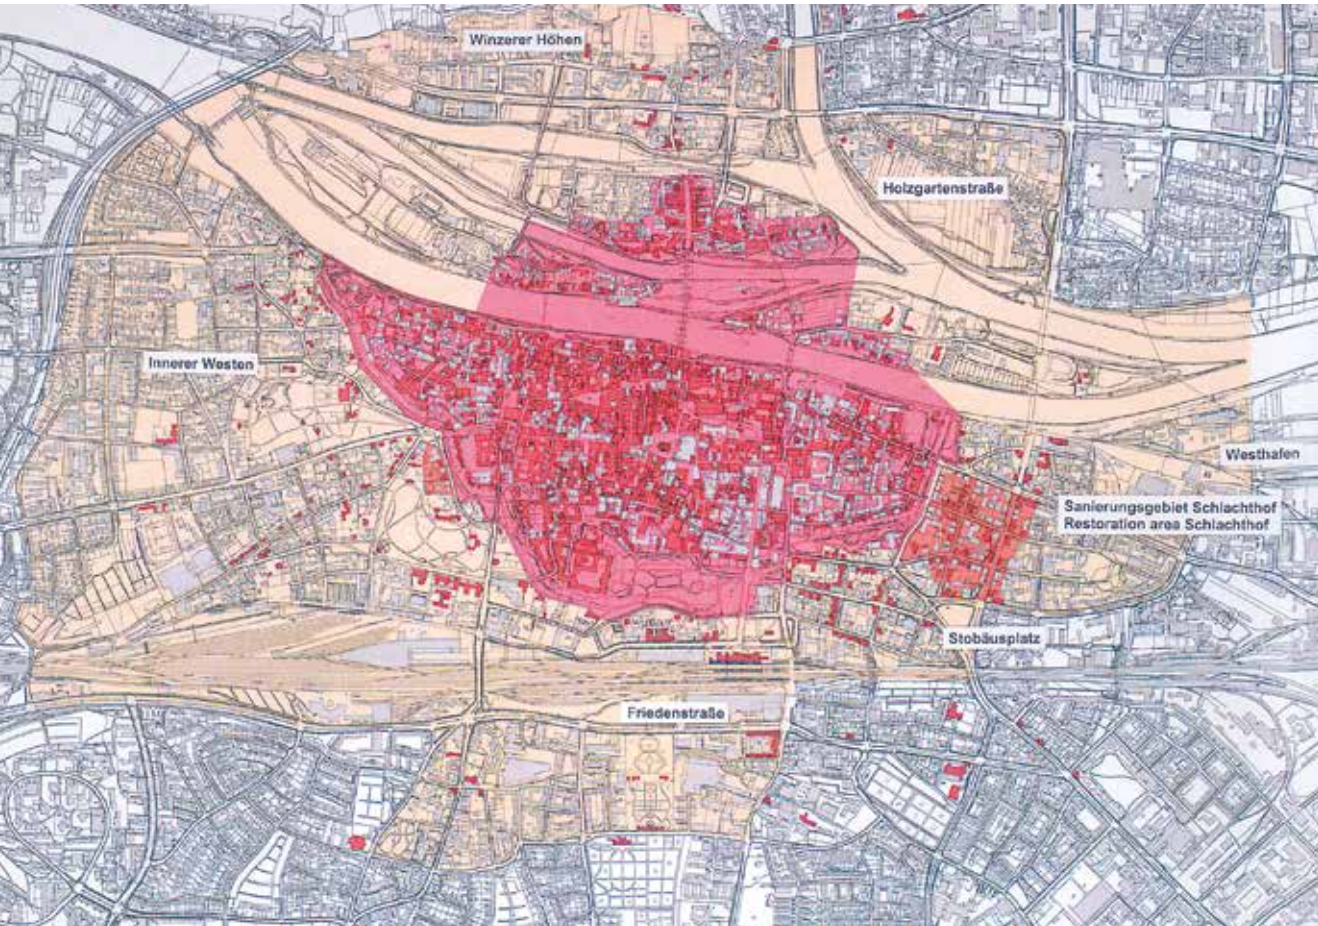 Winzerer Höhen
Holzgartenstraße
Innerer Westen
Westhafen
Sanierungsgebiet Schlachthof
Restoration area Schlachthof
Stobäusplatz
Friedenstraße